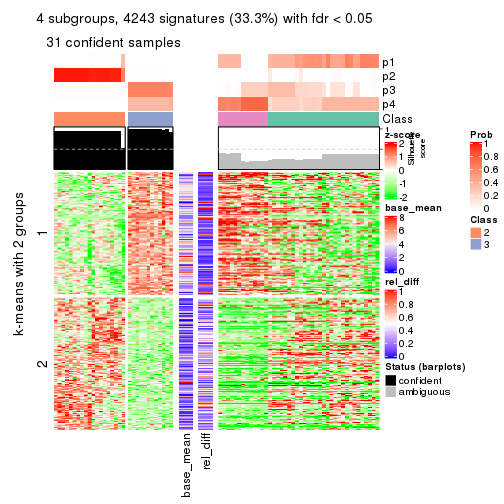 4 subgroups, 4243 signatures (33.3%) with fdr < 0.05
31 confident samples
p1
p2
p3
p4
Class
1
Silhouette
score
k-means with 2 groups
1
2
base_mean
rel_diff
z-score
2
1
0
-1
-2
base_mean
8
6
4
2
0
rel_diff
1
0.8
0.6
0.4
0.2
0
Status (barplots)
confident
ambiguous
Prob
1
0.8
0.6
0.4
0.2
0
Class
2
3